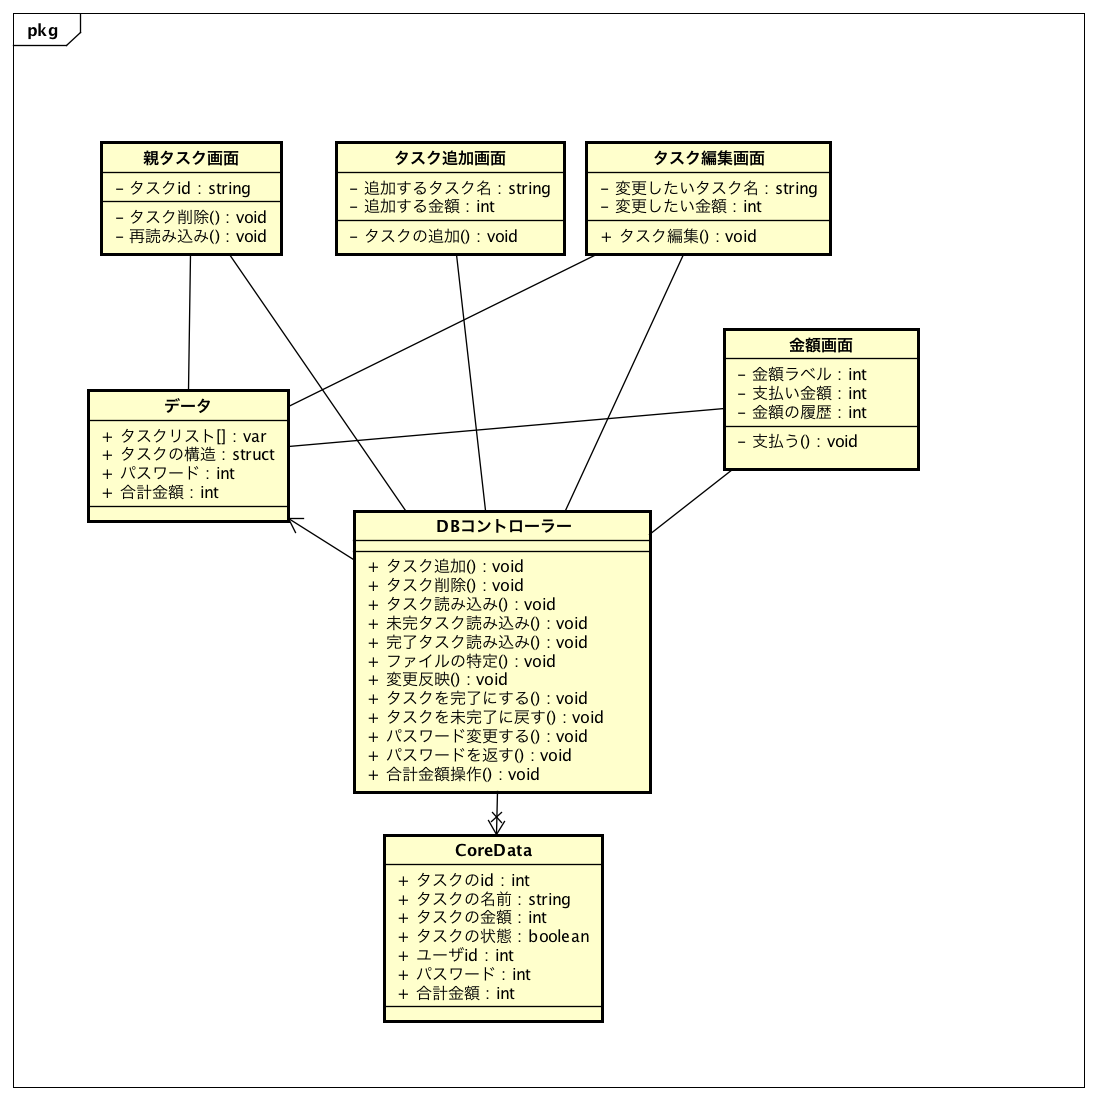 pkg
親タスク画面
− タスクid : string
− タスク削除() : void
− 再読み込み() : void
タスク追加画面
− 追加するタスク名 : string
− 追加する金額 : int
− タスクの追加() : void
タスク編集画面
− 変更したいタスク名 : string
− 変更したい金額 : int
+ タスク編集() : void
金額画面
− 金額ラベル : int
− 支払い金額 : int
− 金額の履歴 : int
− 支払う() : void
データ
+ タスクリスト[] : var
+ タスクの構造 : struct
+ パスワード : int
+ 合計金額 : int
DBコントローラー
+ タスク追加() : void
+ タスク削除() : void
+ タスク読み込み() : void
+ 未完タスク読み込み() : void
+ 完了タスク読み込み() : void
+ ファイルの特定() : void
+ 変更反映() : void
+ タスクを完了にする() : void
+ タスクを未完了に戻す() : void
+ パスワード変更する() : void
+ パスワードを返す() : void
+ 合計金額操作() : void
CoreData
+ タスクのid : int
+ タスクの名前 : string
+ タスクの金額 : int
+ タスクの状態 : boolean
+ ユーザid : int
+ パスワード : int
+ 合計金額 : int